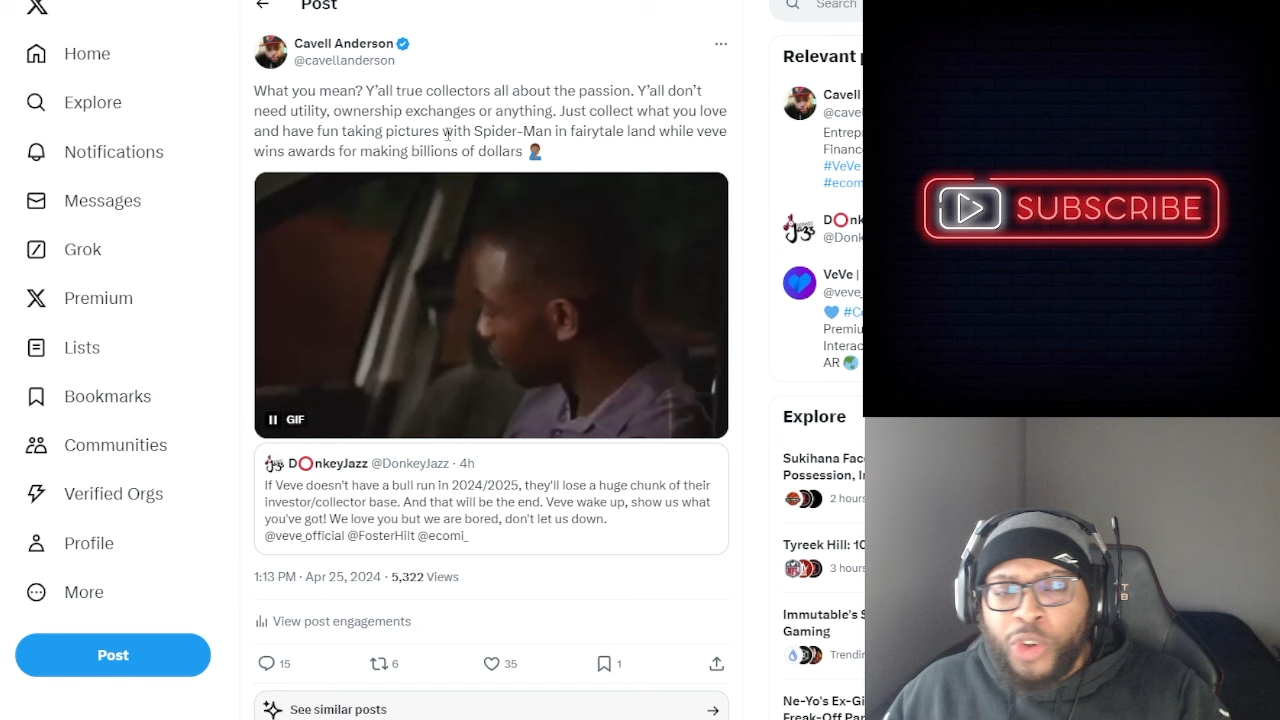 Post
Search
Home
Explore
Notifications
Messages
Grok
Premium
Lists
Bookmarks
Communities
Verified Orgs
Profile
More
Post
Cavell Anderson
@cavellanderson
What you mean? Y'all true collectors all about the passion. Y'all don't
need utility, ownership exchanges or anything. Just collect what you love
and have fun taking pictures with Spider-Man in fairytale land while veve
wins awards for making billions of dollars 🤦🏾‍♂️
GIF
D⭕nkeyJazz @DonkeyJazz · 4h
If Veve doesn't have a bull run in 2024/2025, they'll lose a huge chunk of their
investor/collector base. And that will be the end. Veve wake up, show us what
you've got! We love you but we are bored, don't let us down.
@veve_official @FosterHilt @ecomi_
1:13 PM · Apr 25, 2024 · 5,322 Views
View post engagements
15 6 35 1
See similar posts
Relevant
Cavell
@cave
Entrep
Financ
#VeVe
#ecom
D⭕nk
@Donk
VeVe |
@veve_
💙 #Co
Premiu
Interac
AR
Explore
Sukihana Fac
Possession, I
2 hours
Tyreek Hill: 10
3 hours
Immutable's $
Gaming
Trendin
Ne-Yo's Ex-Gi
Freak-Off Par
SUBSCRIBE